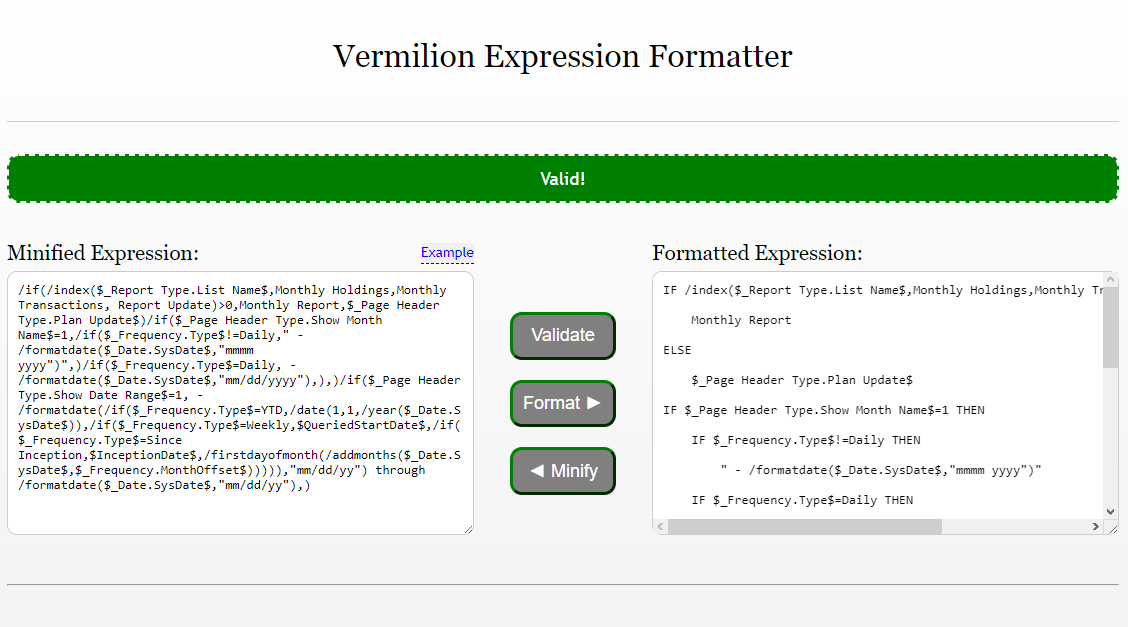 Vermilion Expression Formatter
Valid!
Minified Expression:
Example
/if(/index($_Report Type.List Name$,Monthly Holdings,Monthly
Transactions, Report Update)>0,Monthly Report,$_Page Header
Type.Plan Update$)/if($_Page Header Type.Show Month
Name$=1,/if($_Frequency.Type$!=Daily," -
/formatdate($_Date.SysDate$,"mmmm
yyyy")",)/if($_Frequency.Type$=Daily, -
/formatdate($_Date.SysDate$,"mm/dd/yyyy"),),)/if($_Page Header
Type.Show Date Range$=1, -
/formatdate(/if($_Frequency.Type$=YTD,/date(1,1,/year($_Date.S
ysDate$)),/if($_Frequency.Type$=Weekly,$QueriedStartDate$,/if(
$_Frequency.Type$=Since
Inception,$InceptionDate$,/firstdayofmonth(/addmonths($_Date.S
ysDate$,$_Frequency.MonthOffset$))))),"mm/dd/yy") through
/formatdate($_Date.SysDate$,"mm/dd/yy"),)
Validate
Format ►
◄ Minify
Formatted Expression:
IF /index($_Report Type.List Name$,Monthly Holdings,Monthly Tr
Monthly Report
ELSE
$_Page Header Type.Plan Update$
IF $_Page Header Type.Show Month Name$=1 THEN
IF $_Frequency.Type$!=Daily THEN
" - /formatdate($_Date.SysDate$,"mmmm yyyy")"
IF $_Frequency.Type$=Daily THEN